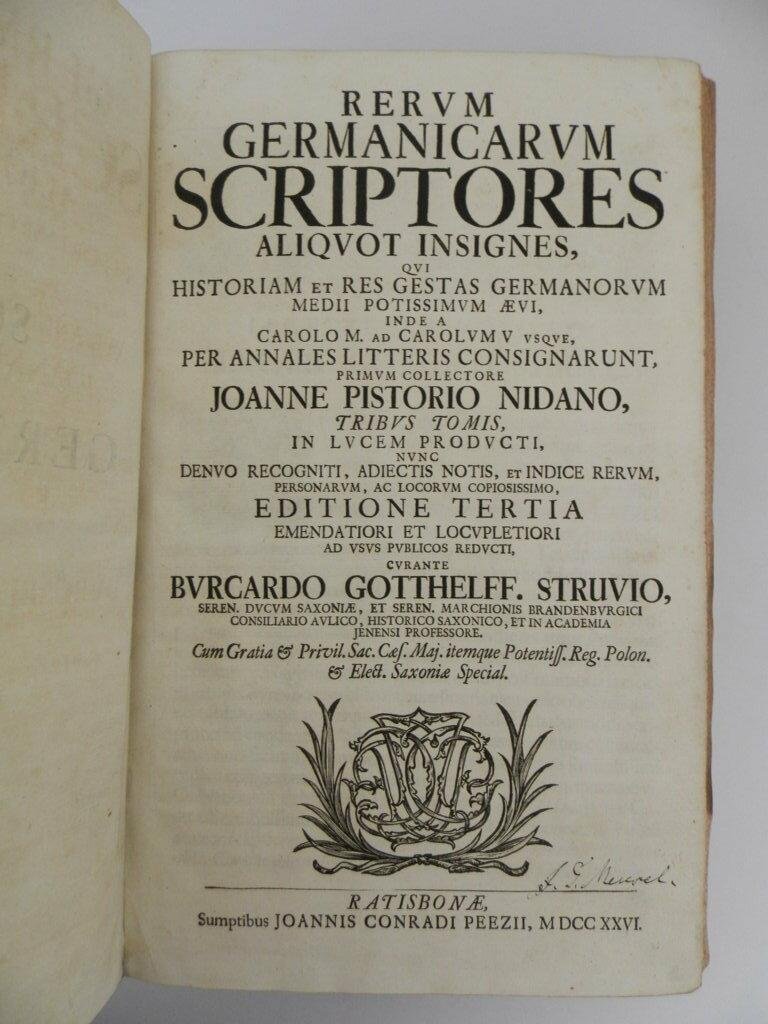 RERVM
GERMANICARVM
SCRIPTORES
ALIQVOT INSIGNES,
QVI
HISTORIAM ET RES GESTAS GERMANORVM
MEDII POTISSIMVM ÆVI,
INDE A
CAROLO M. AD CAROLVM V VSQVE,
PER ANNALES LITTERIS CONSIGNARUNT,
PRIMVM COLLECTORE
JOANNE PISTORIO NIDANO,
TRIBVS TOMIS,
IN LVCEM PRODVCTI,
NVNC
DENVO RECOGNITI, ADIECTIS NOTIS, ET INDICE RERVM,
PERSONARVM, AC LOCORVM COPIOSISSIMO,
EDITIONE TERTIA
EMENDATIORI ET LOCVPLETIORI
AD VSVS PVBLICOS REDVCTI,
CVRANTE
BVRCARDO GOTTHELFF. STRUVIO,
SEREN. DVCVM SAXONIÆ, ET SEREN. MARCHIONIS BRANDENBVRGICI
CONSILIARIO AVLICO, HISTORICO SAXONICO, ET IN ACADEMIA
JENENSI PROFESSORE.
Cum Gratia & Privil. Sac. Cæſ. Maj. itemque Potentiſſ. Reg. Polon.
& Elect. Saxoniæ Special.
RATISBONÆ,
Sumptibus JOANNIS CONRADI PEEZII, M DCC XXVI.